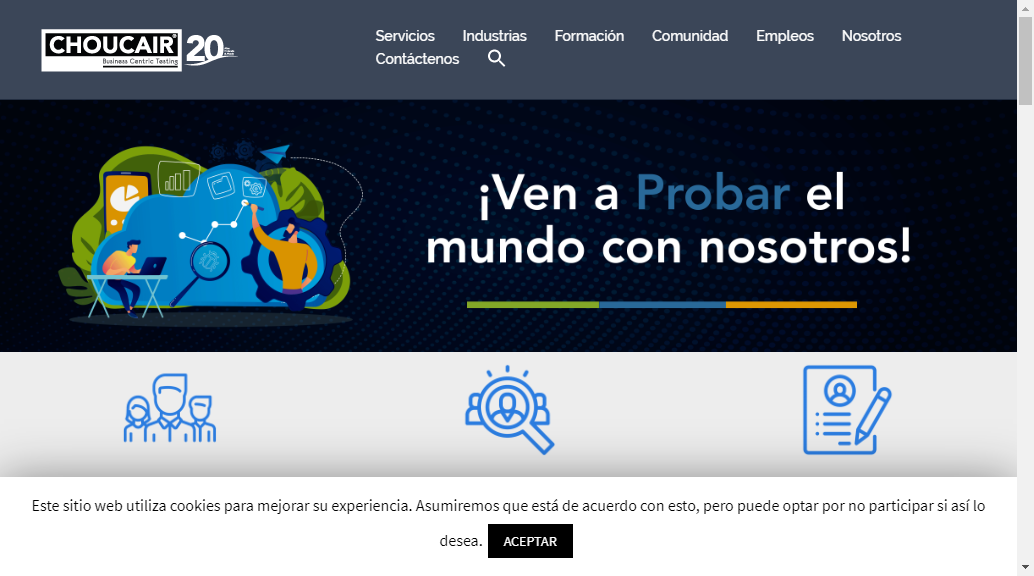 CHOUCAIR®
Business Centric Testing
20
Servicios Industrias Formación Comunidad Empleos Nosotros
Contáctenos
¡Ven a Probar el
mundo con nosotros!
Este sitio web utiliza cookies para mejorar su experiencia. Asumiremos que está de acuerdo con esto, pero puede optar por no participar si así lo
desea. ACEPTAR